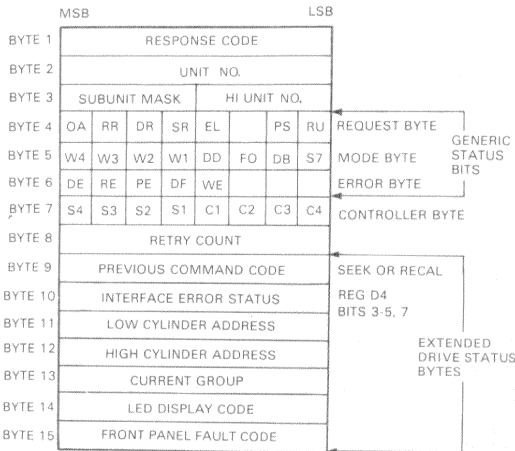 MSB LSB
BYTE 1 RESPONSE CODE
BYTE 2 UNIT NO.
BYTE 3 SUBUNIT MASK HI UNIT NO.
BYTE 4 OA RR DR SR EL PS RU REQUEST BYTE
BYTE 5 W4 W3 W2 W1 DD FO DB S7 MODE BYTE
BYTE 6 DE RE PE DF WE ERROR BYTE
GENERIC
STATUS
BITS
BYTE 7 S4 S3 S2 S1 C1 C2 C3 C4 CONTROLLER BYTE
BYTE 8 RETRY COUNT
BYTE 9 PREVIOUS COMMAND CODE SEEK OR RECAL
BYTE 10 INTERFACE ERROR STATUS REG D4
BITS 3-5, 7
BYTE 11 LOW CYLINDER ADDRESS
BYTE 12 HIGH CYLINDER ADDRESS
BYTE 13 CURRENT GROUP
BYTE 14 LED DISPLAY CODE
BYTE 15 FRONT PANEL FAULT CODE
EXTENDED
DRIVE STATUS
BYTES